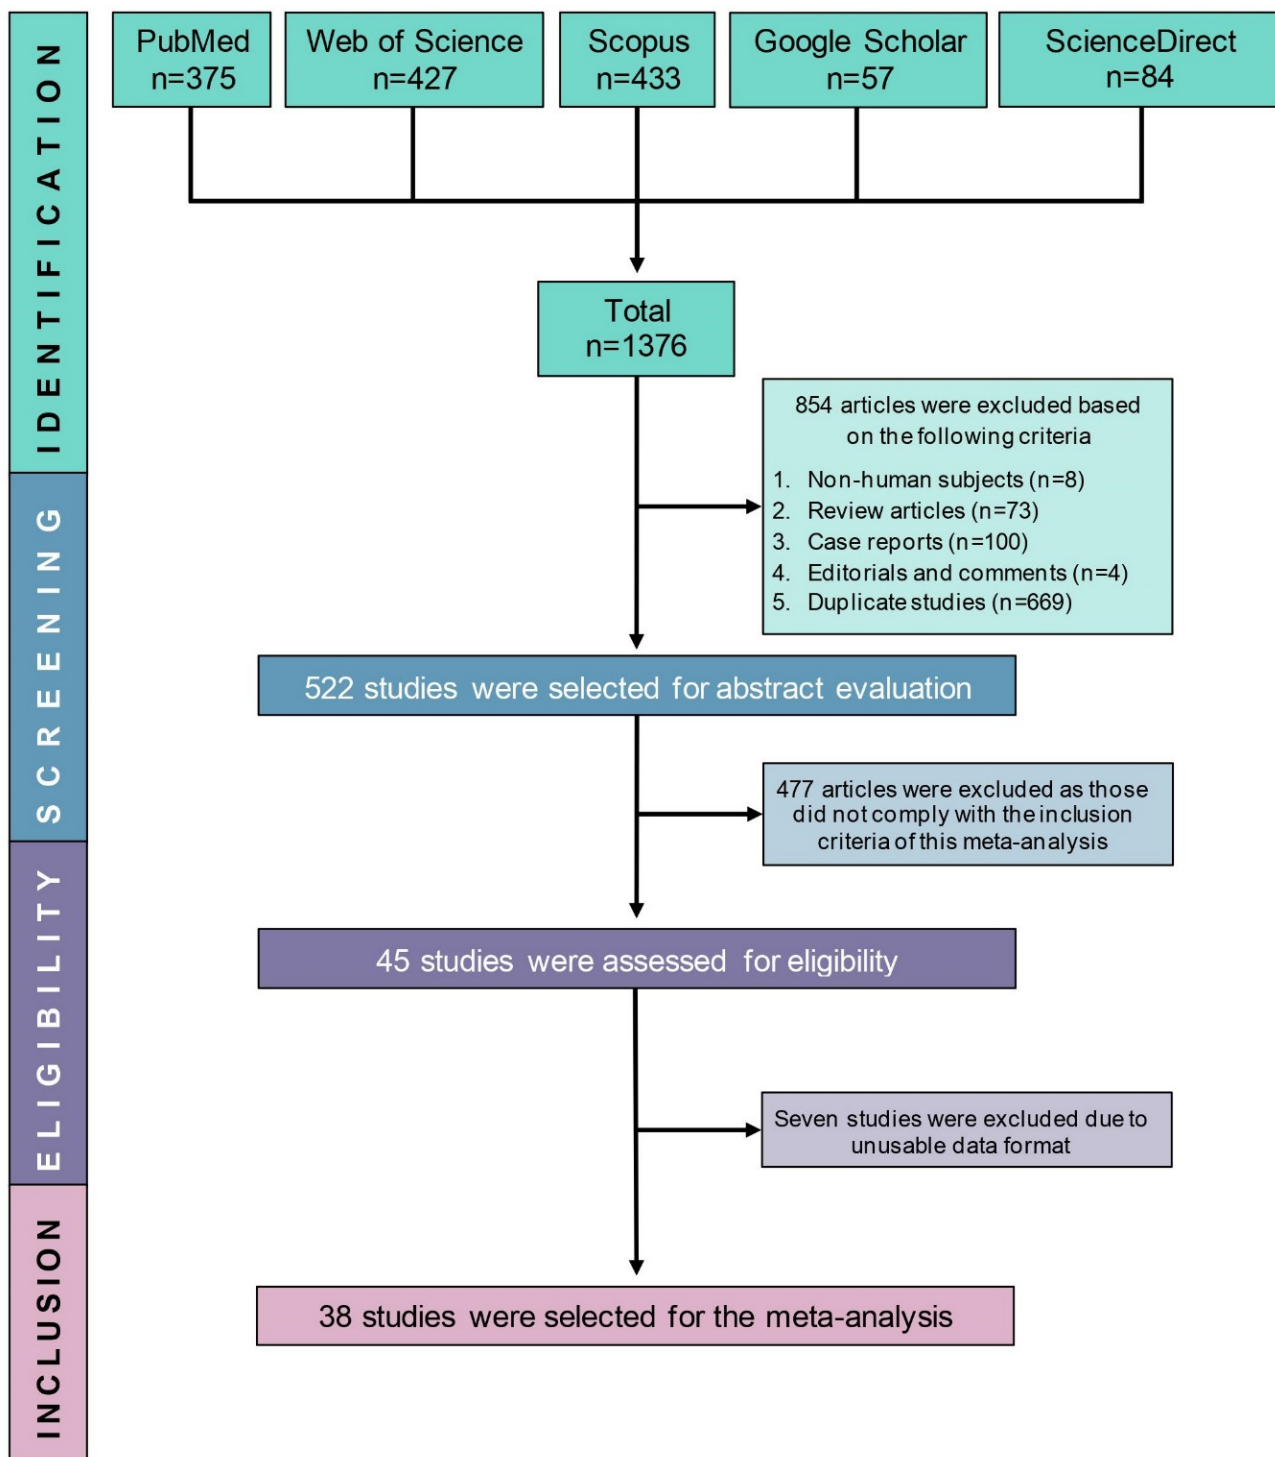 IDENTIFICATION
PubMed
n=375
Web of Science
n=427
Scopus
n=433
Google Scholar
n=57
ScienceDirect
n=84
Total
n=1376
854 articles were excluded based
on the following criteria
1. Non-human subjects (n=8)
2. Review articles (n=73)
3. Case reports (n=100)
4. Editorials and comments (n=4)
5. Duplicate studies (n=669)
SCREENING
522 studies were selected for abstract evaluation
477 articles were excluded as those
did not comply with the inclusion
criteria of this meta-analysis
ELIGIBILITY
45 studies were assessed for eligibility
Seven studies were excluded due to
unusable data format
INCLUSION
38 studies were selected for the meta-analysis